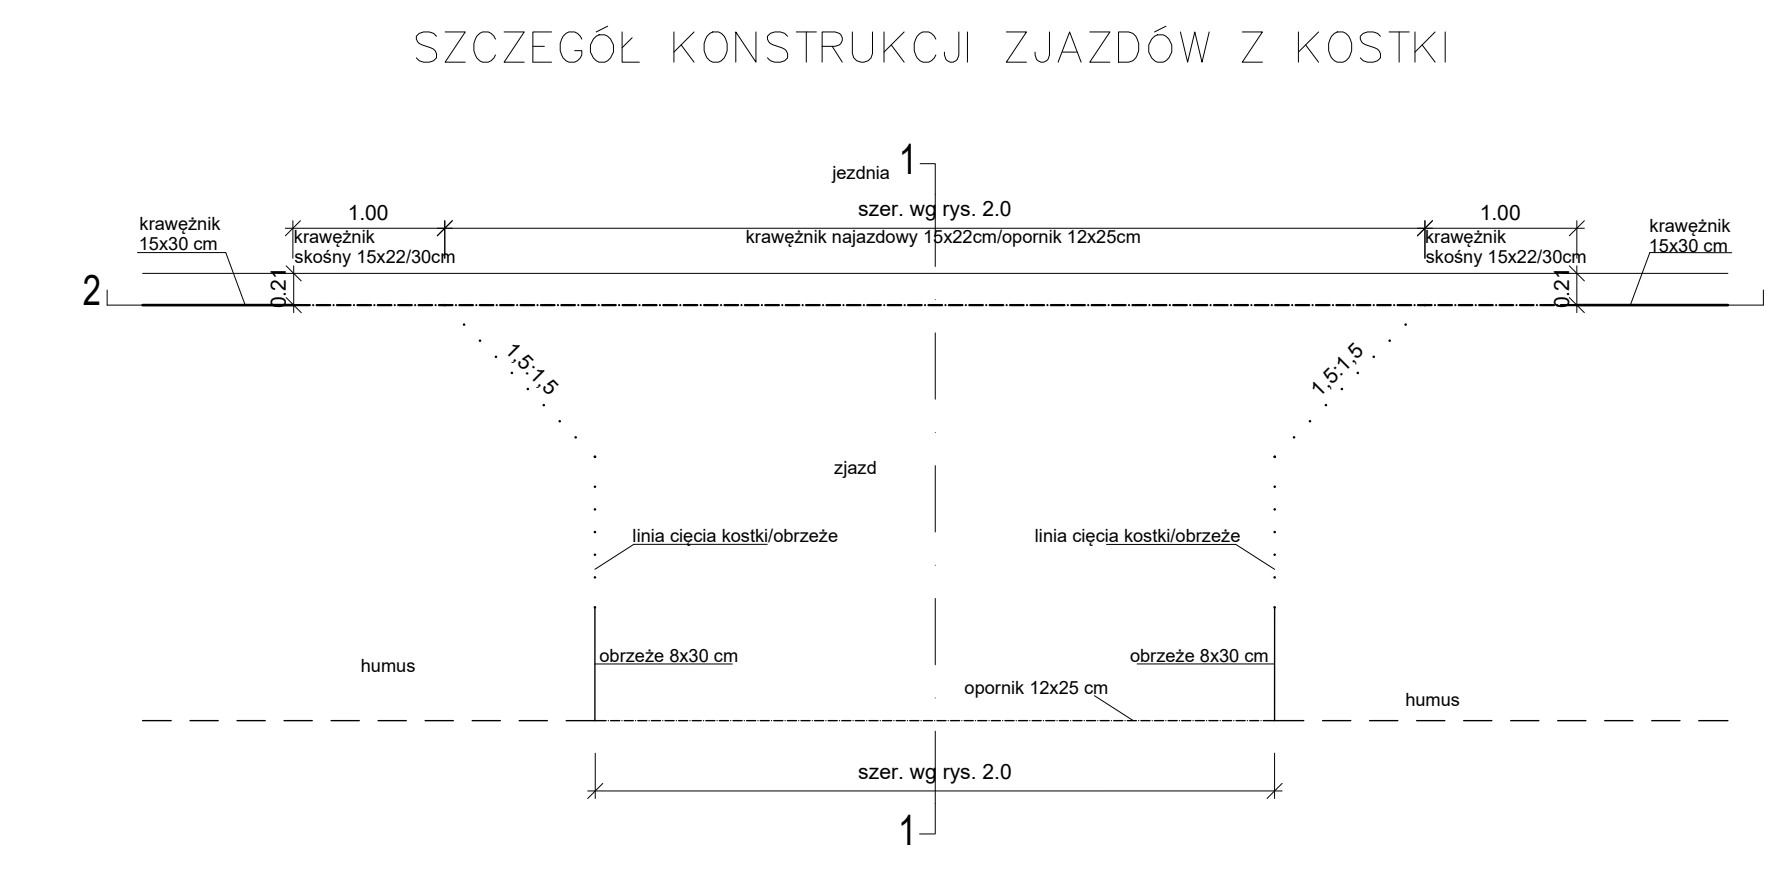 SZCZEGÓŁ KONSTRUKCJI ZJAZDÓW Z KOSTKI
1
jezdnia
szer. wg rys. 2.0
1.00
1.00
krawężnik
15x30 cm
krawężnik
skośny 15x22/30cm
krawężnik najazdowy 15x22cm/opornik 12x25cm
krawężnik
skośny 15x22/30cm
krawężnik
15x30 cm
0.21
0.21
2
1,5:1,5
1,5:1,5
zjazd
linia cięcia kostki/obrzeże
linia cięcia kostki/obrzeże
obrzeże 8x30 cm
obrzeże 8x30 cm
humus
opornik 12x25 cm
humus
szer. wg rys. 2.0
1